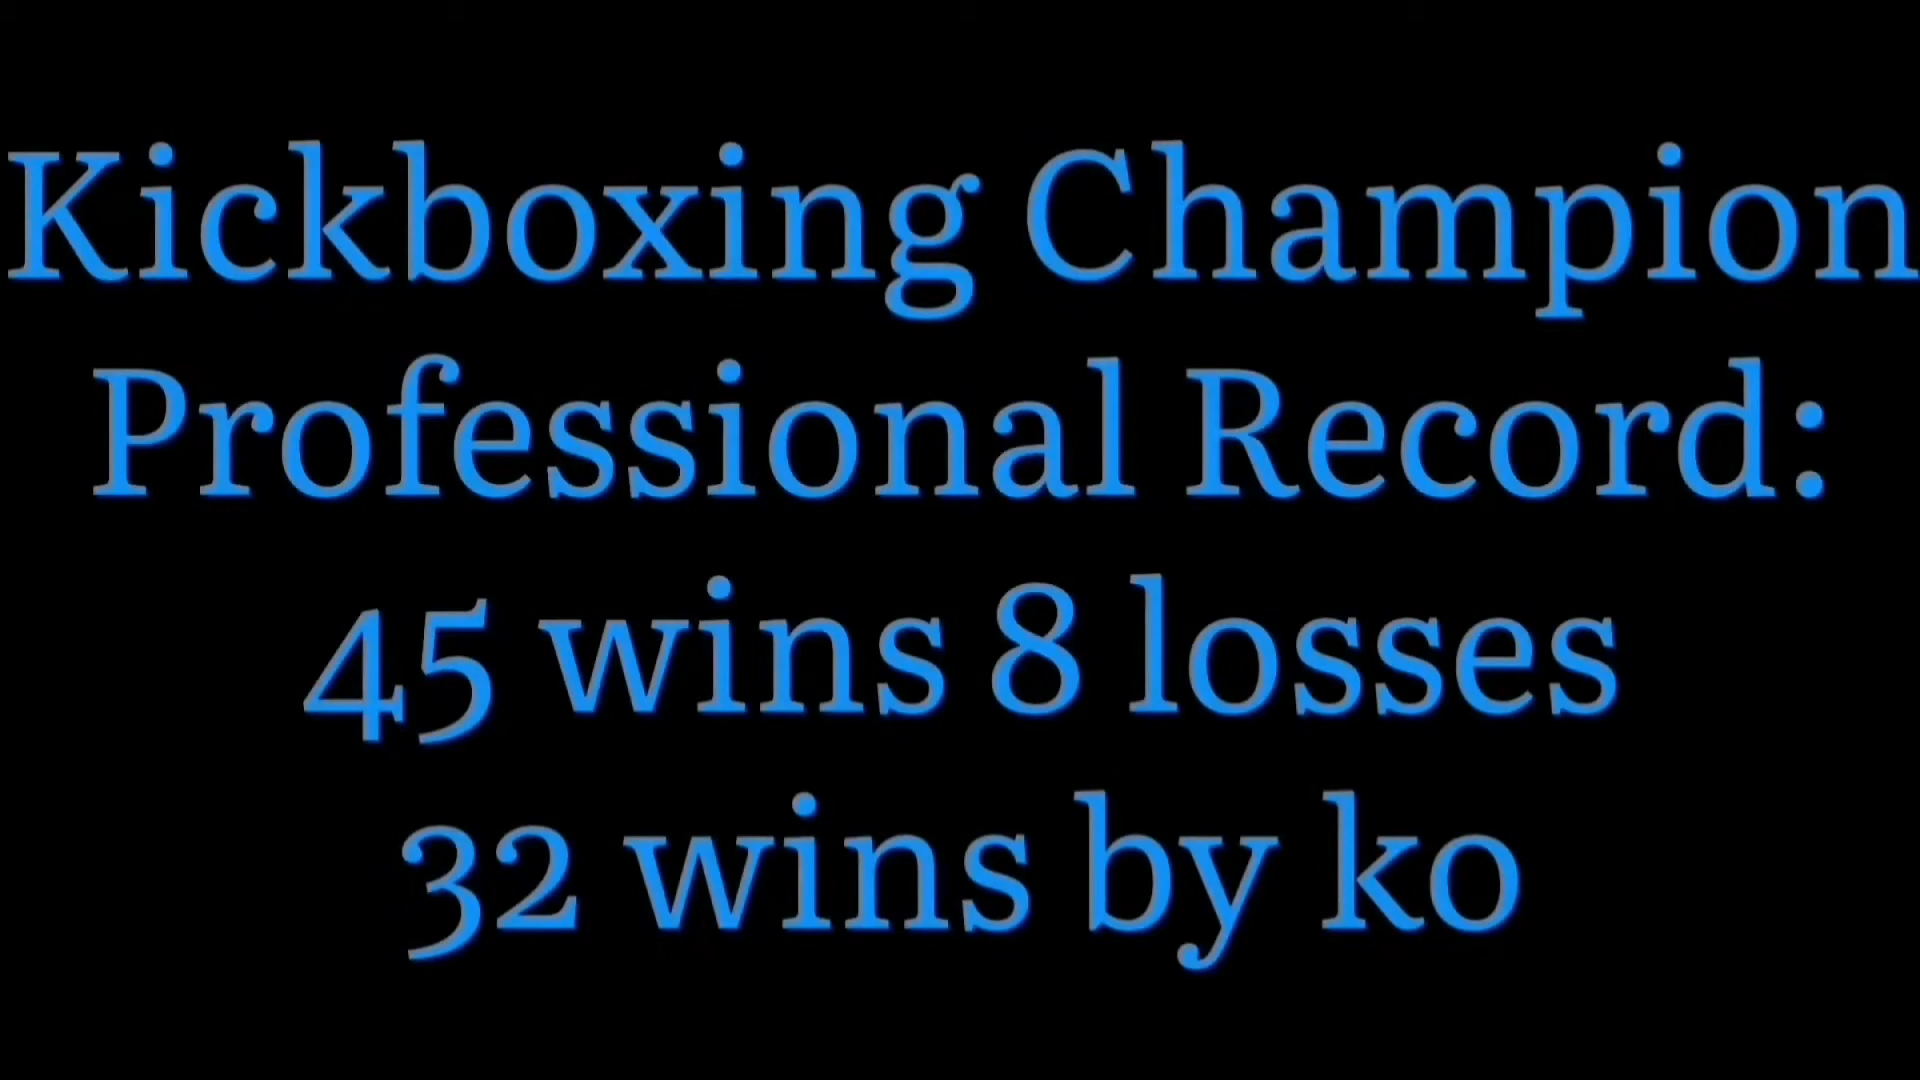 Kickboxing Champion
Professional Record:
45 wins 8 losses
32 wins by ko